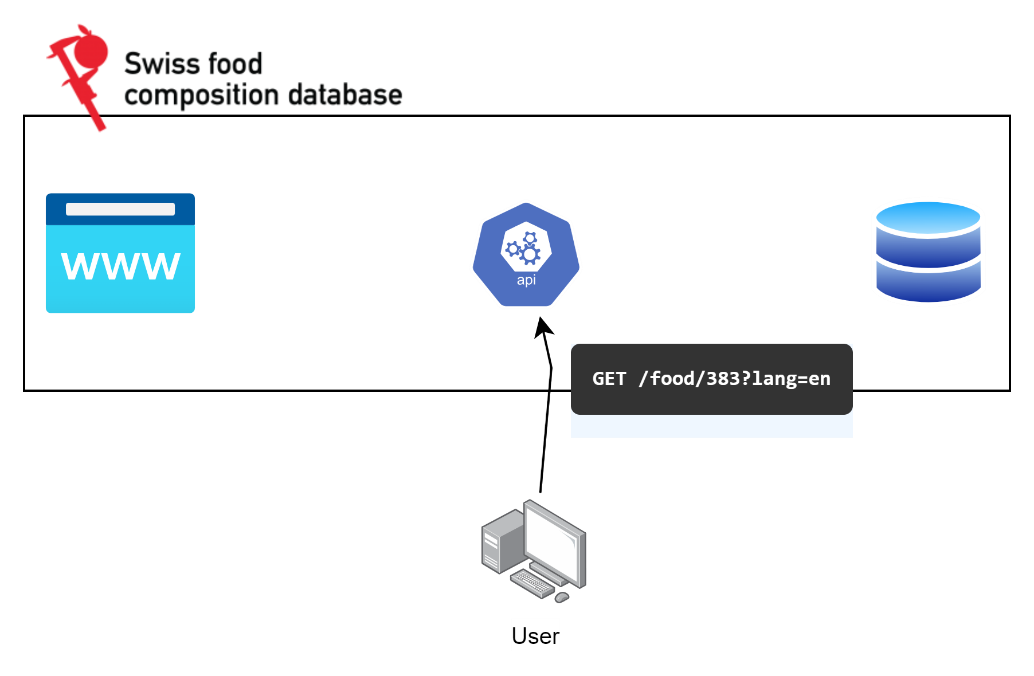 Swiss food
composition database
WWW
api
GET /food/383?lang=en
User